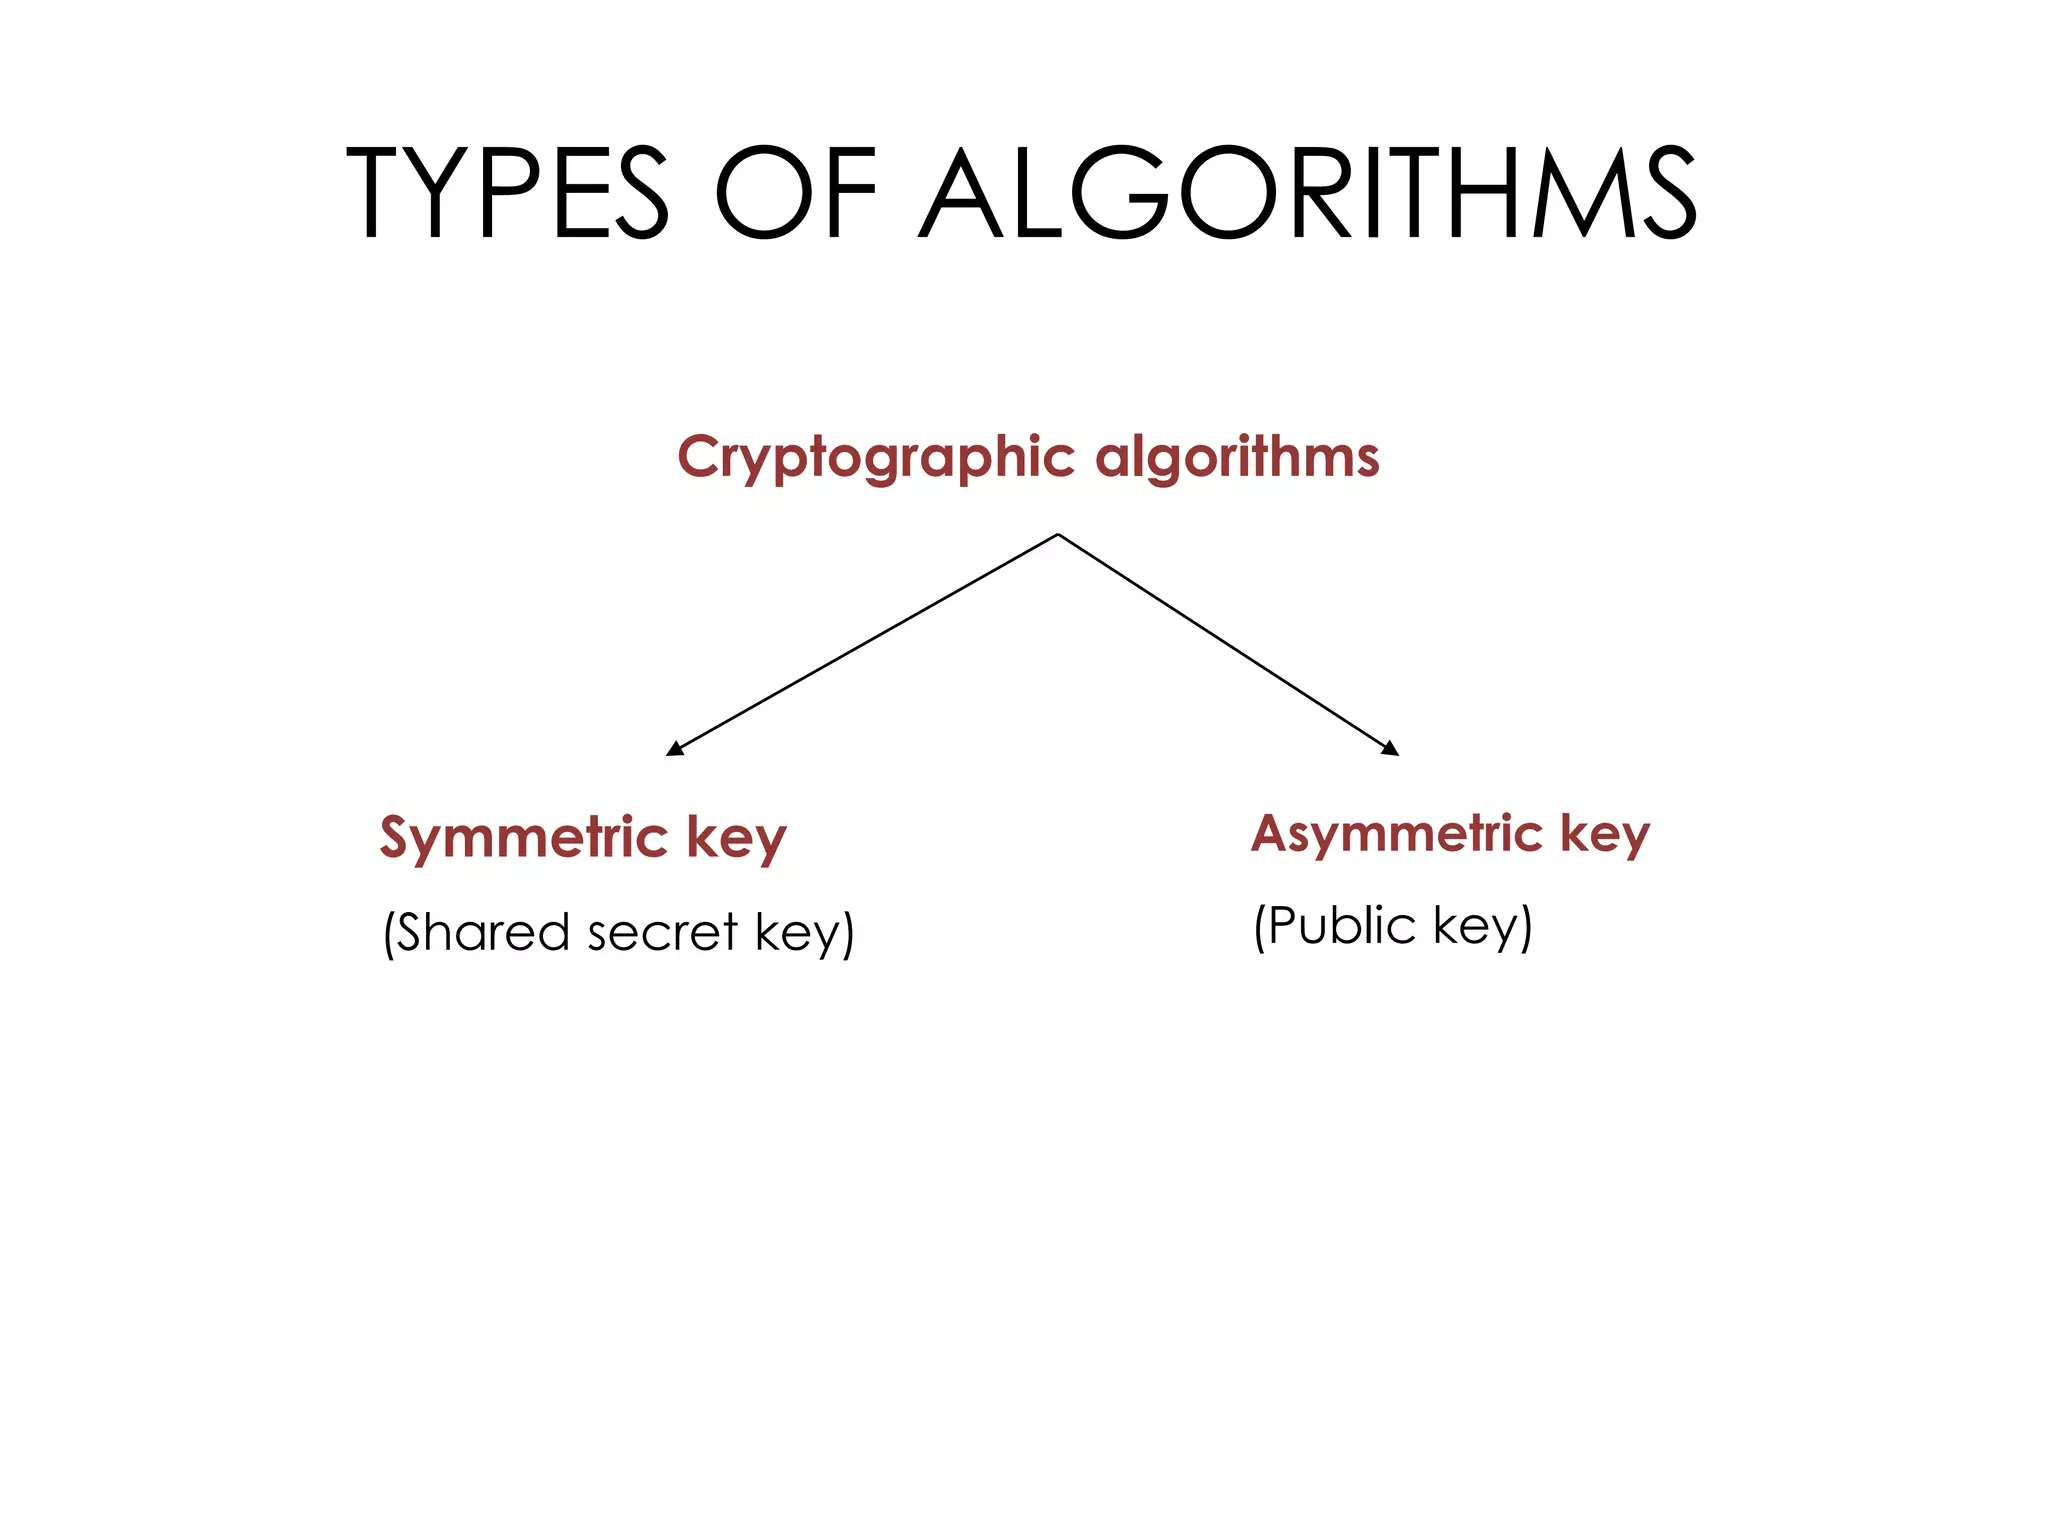 TYPES OF ALGORITHMS
Cryptographic algorithms
Symmetric key
(Shared secret key)
Asymmetric key
(Public key)